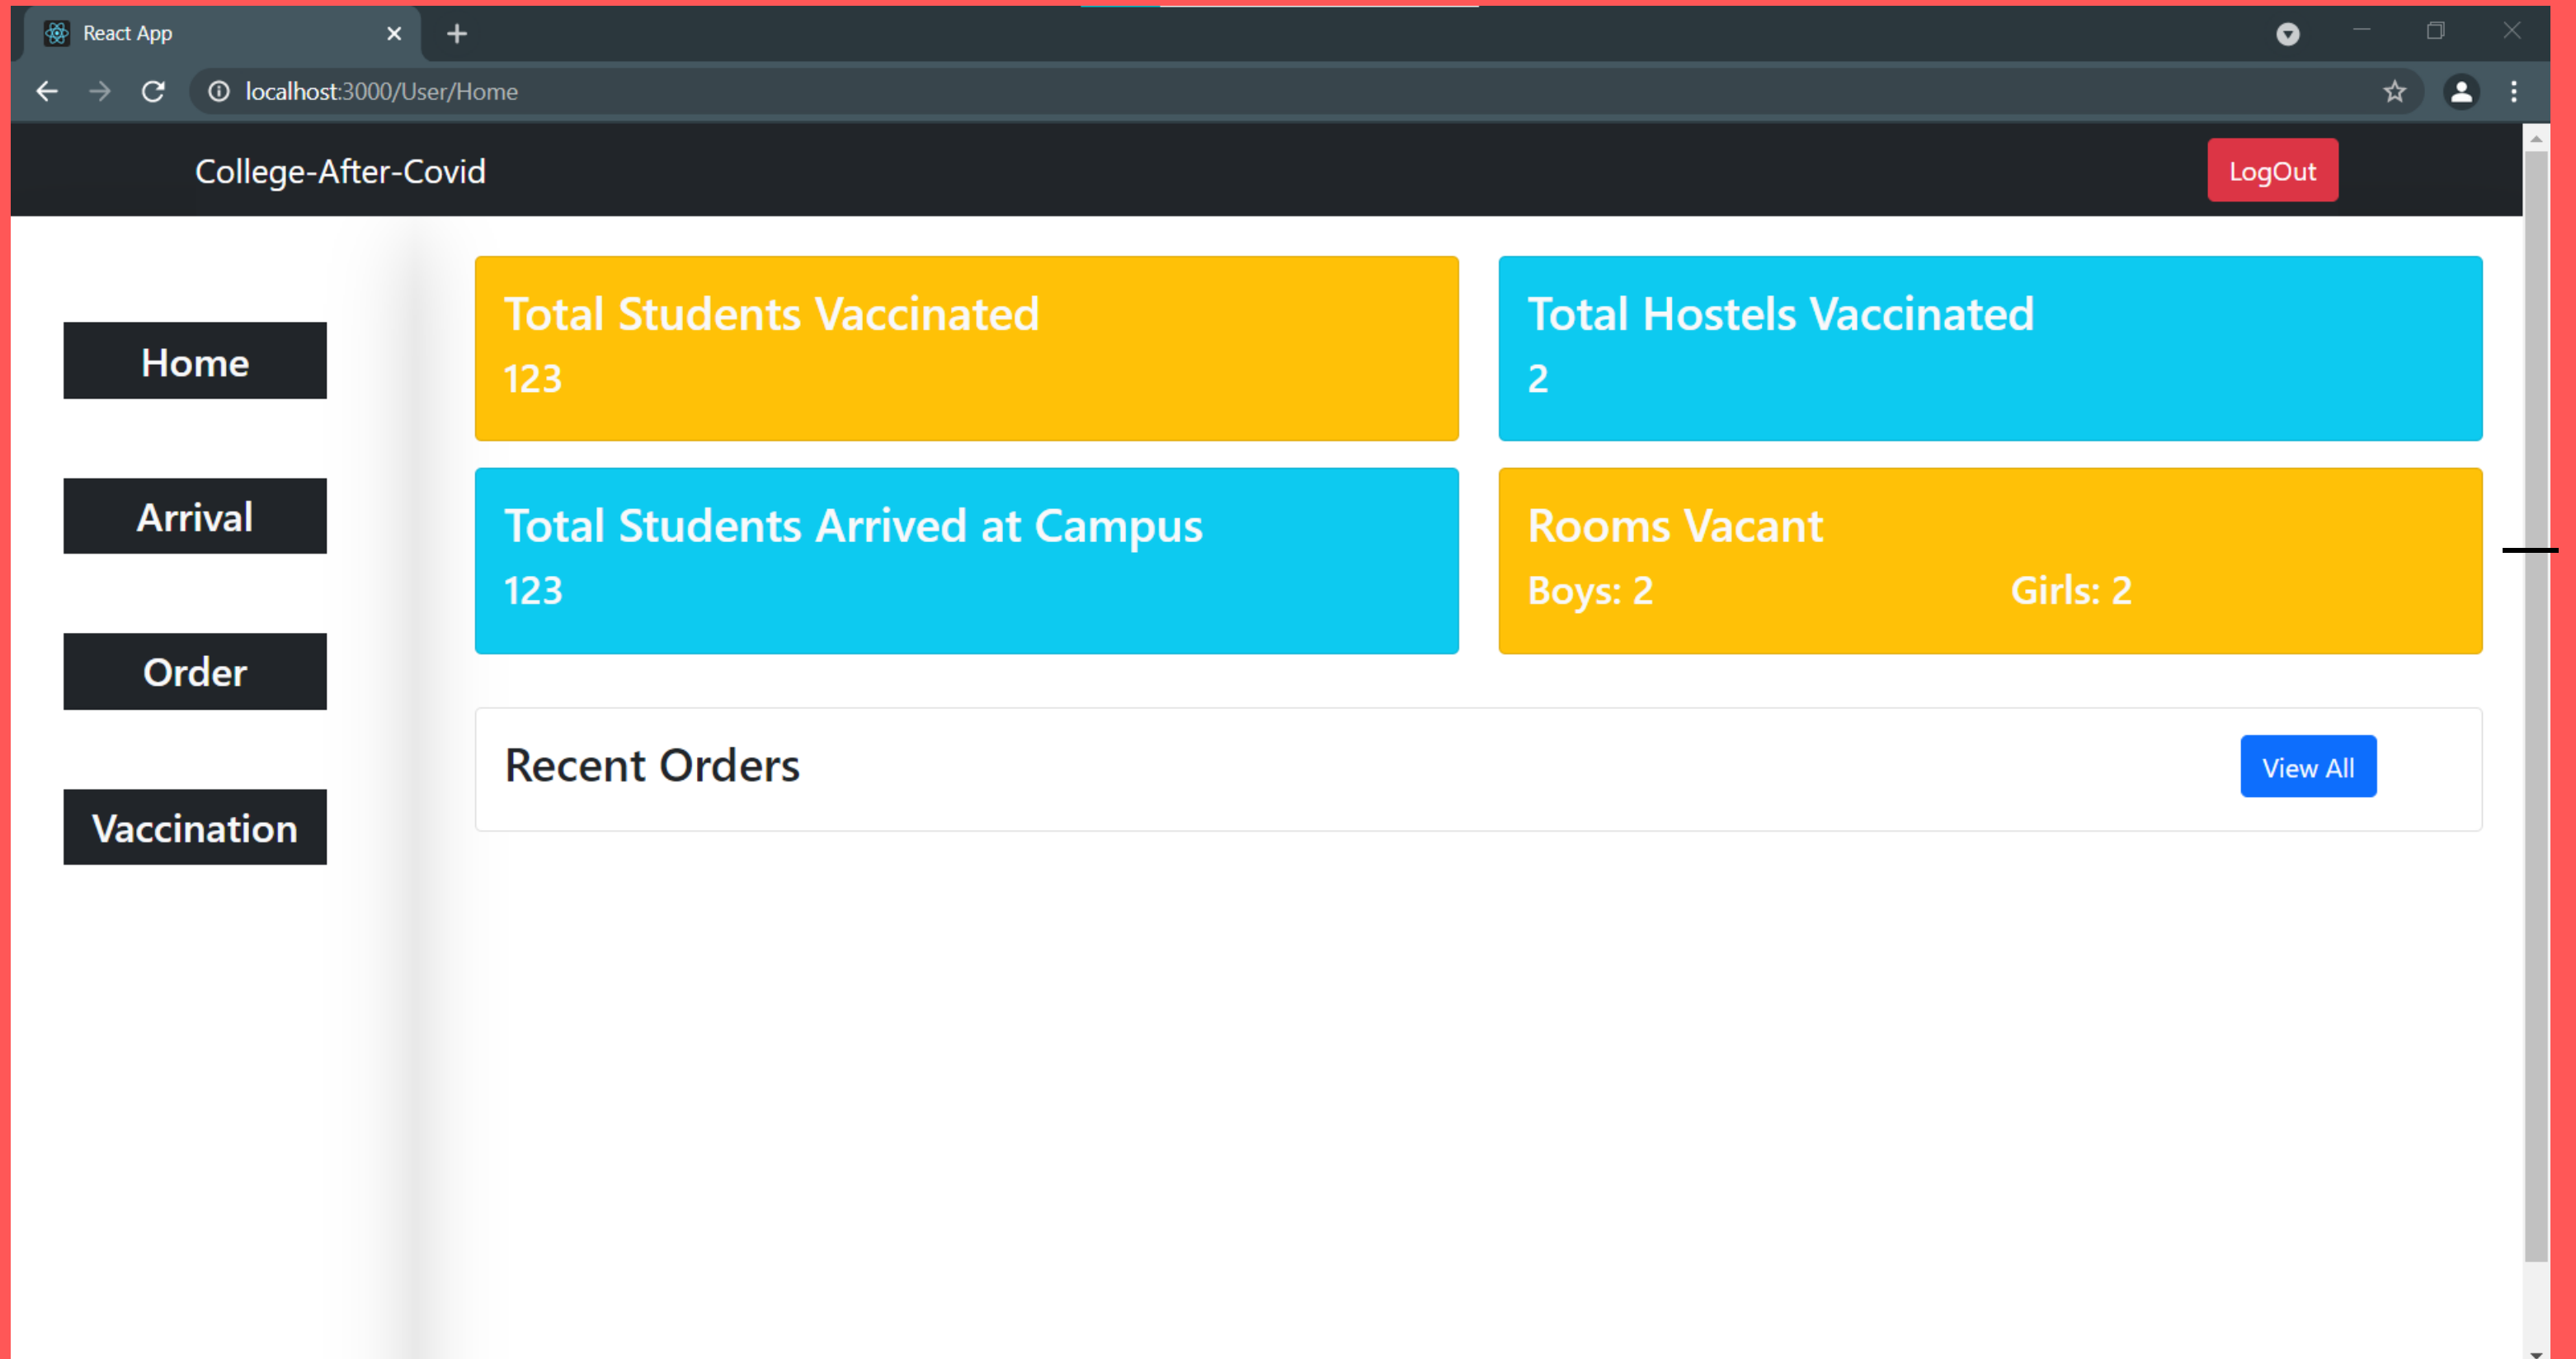 React App
localhost:3000/User/Home
College-After-Covid
LogOut
Home
Arrival
Order
Vaccination
Total Students Vaccinated
123
Total Hostels Vaccinated
2
Total Students Arrived at Campus
123
Rooms Vacant
Boys: 2 Girls: 2
Recent Orders
View All